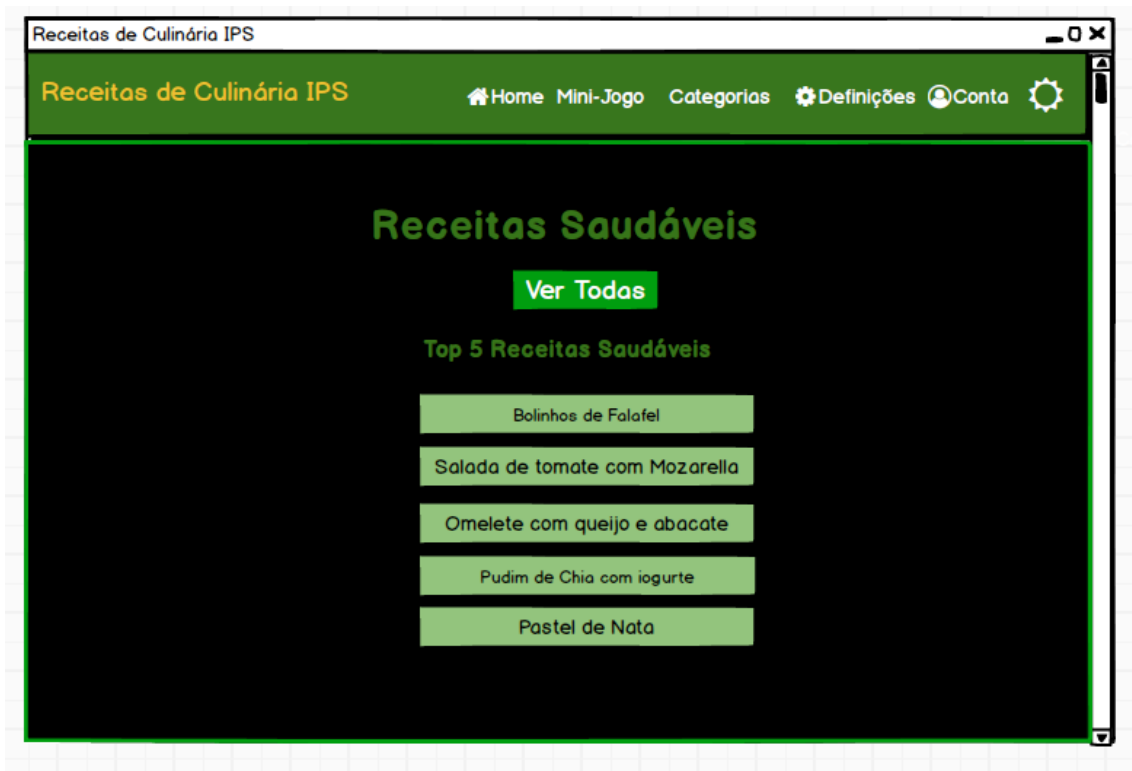 Receitas de Culinária IPS
Receitas de Culinária IPS Home Mini-Jogo Categorias Definições Conta
Receitas Saudáveis
Ver Todas
Top 5 Receitas Saudáveis
Bolinhos de Falafel
Salada de tomate com Mozarella
Omelete com queijo e abacate
Pudim de Chia com iogurte
Pastel de Nata